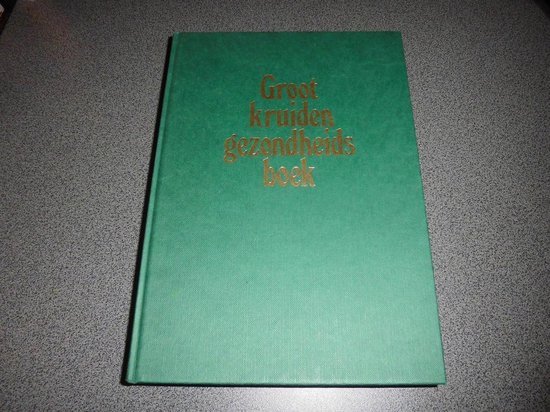 Groot
kruiden
gezondheids
boek